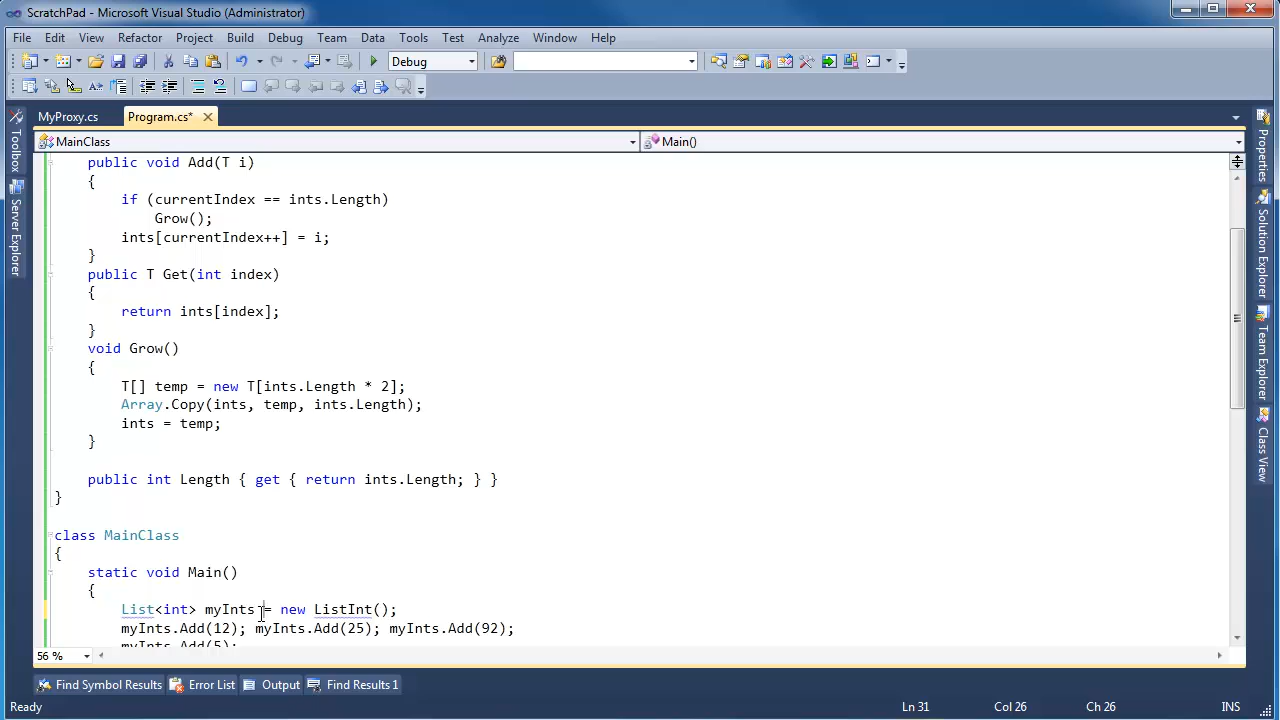 ScratchPad - Microsoft Visual Studio (Administrator)
File Edit View Refactor Project Build Debug Team Data Tools Test Analyze Window Help
Debug
MyProxy.cs Program.cs*
MainClass Main()
public void Add(T i)
{
if (currentIndex == ints.Length)
Grow();
ints[currentIndex++] = i;
}
public T Get(int index)
{
return ints[index];
}
void Grow()
{
T[] temp = new T[ints.Length * 2];
Array.Copy(ints, temp, ints.Length);
ints = temp;
}
public int Length { get { return ints.Length; } }
}
class MainClass
{
static void Main()
{
List<int> myInts = new ListInt();
myInts.Add(12); myInts.Add(25); myInts.Add(92);
myInts.Add(5);
56 %
Toolbox
Server Explorer
Properties
Solution Explorer
Team Explorer
Class View
Find Symbol Results Error List Output Find Results 1
Ready Ln 31 Col 26 Ch 26 INS